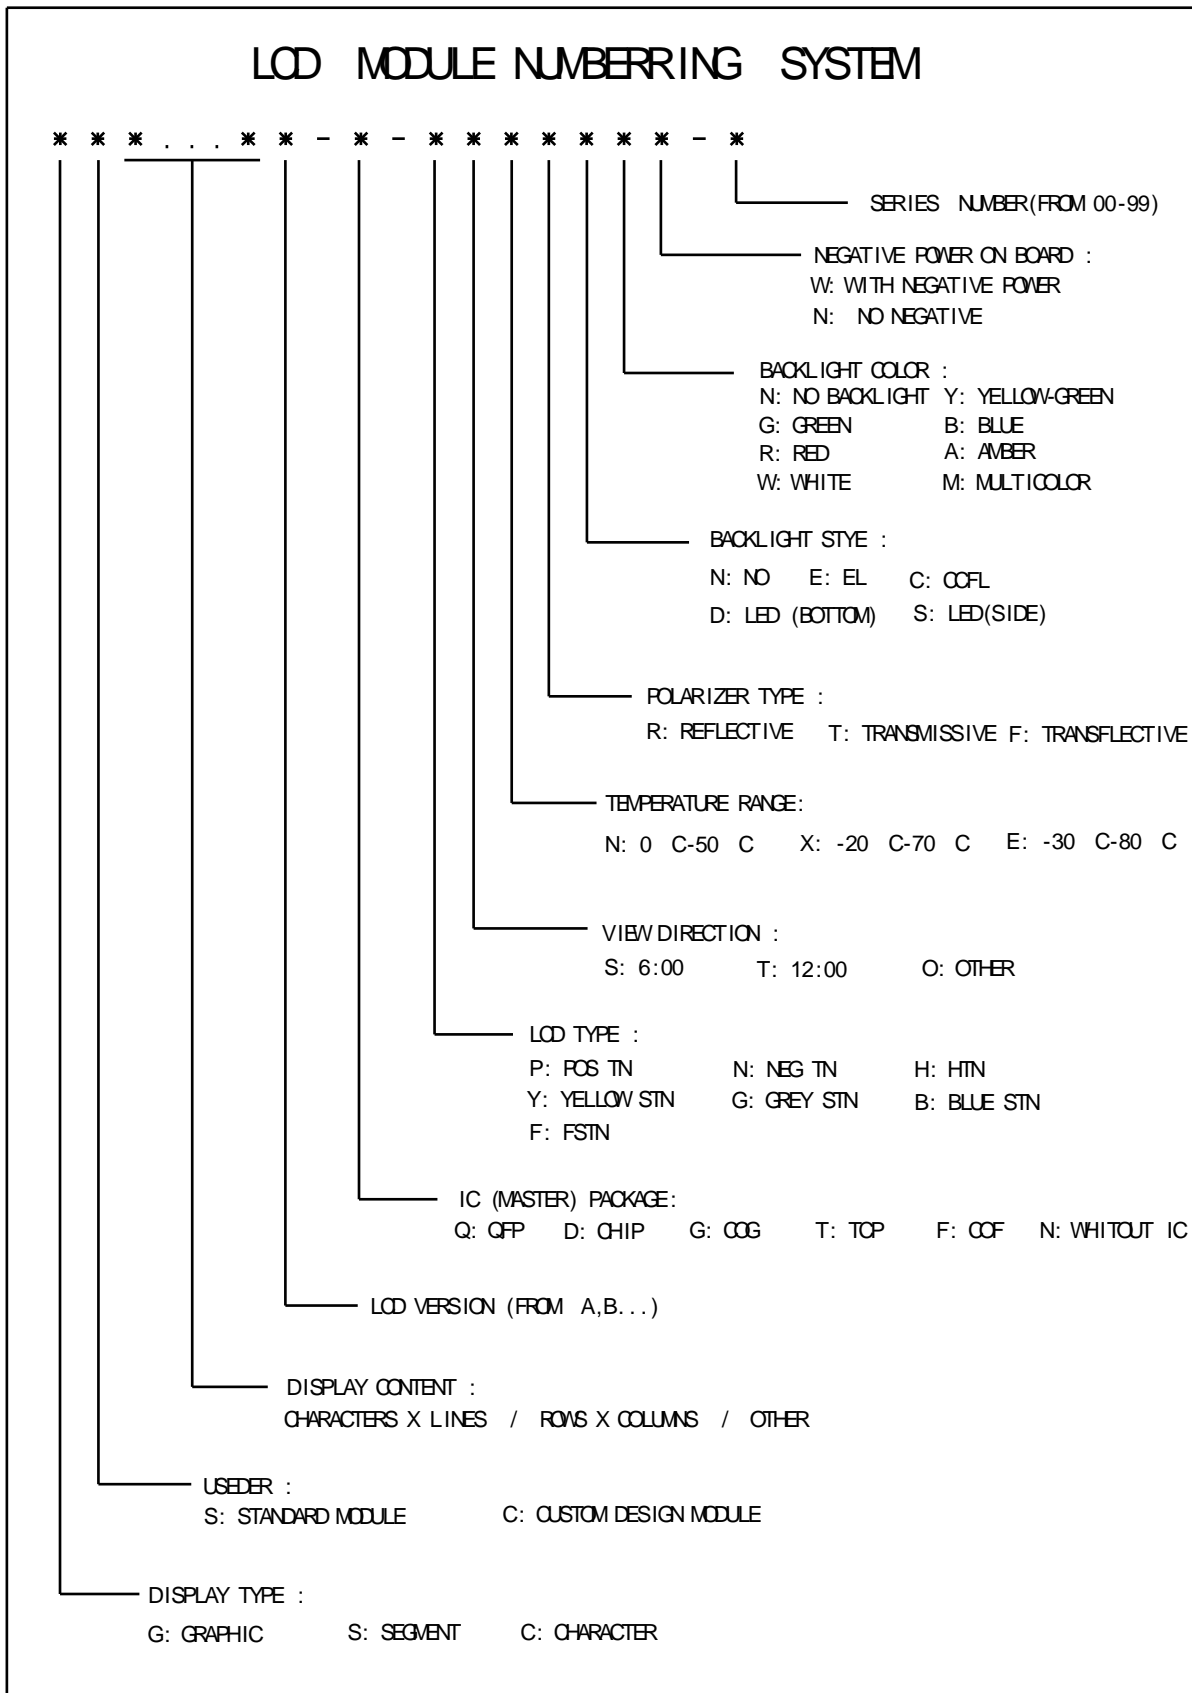 LCD MODULE NUMBERRING SYSTEM
* * * . . . * * - * - * * * * * * * - *
SERIES NUMBER(FROM 00-99)
NEGATIVE POWER ON BOARD :
W: WITH NEGATIVE POWER
N: NO NEGATIVE
BACKLIGHT COLOR :
N: NO BACKLIGHT Y: YELLOW-GREEN
G: GREEN B: BLUE
R: RED A: AMBER
W: WHITE M: MULTICOLOR
BACKLIGHT STYE :
N: NO E: EL C: CCFL
D: LED (BOTTOM) S: LED(SIDE)
POLARIZER TYPE :
R: REFLECTIVE T: TRANSMISSIVE F: TRANSFLECTIVE
TEMPERATURE RANGE:
N: 0 C-50 C X: -20 C-70 C E: -30 C-80 C
VIEW DIRECTION :
S: 6:00 T: 12:00 O: OTHER
LCD TYPE :
P: POS TN N: NEG TN H: HTN
Y: YELLOW STN G: GREY STN B: BLUE STN
F: FSTN
IC (MASTER) PACKAGE:
Q: QFP D: CHIP G: COG T: TCP F: COF N: WHITOUT IC
LCD VERSION (FROM A,B...)
DISPLAY CONTENT :
CHARACTERS X LINES / ROWS X COLUMNS / OTHER
USEDER :
S: STANDARD MODULE C: CUSTOM DESIGN MODULE
DISPLAY TYPE :
G: GRAPHIC S: SEGMENT C: CHARACTER